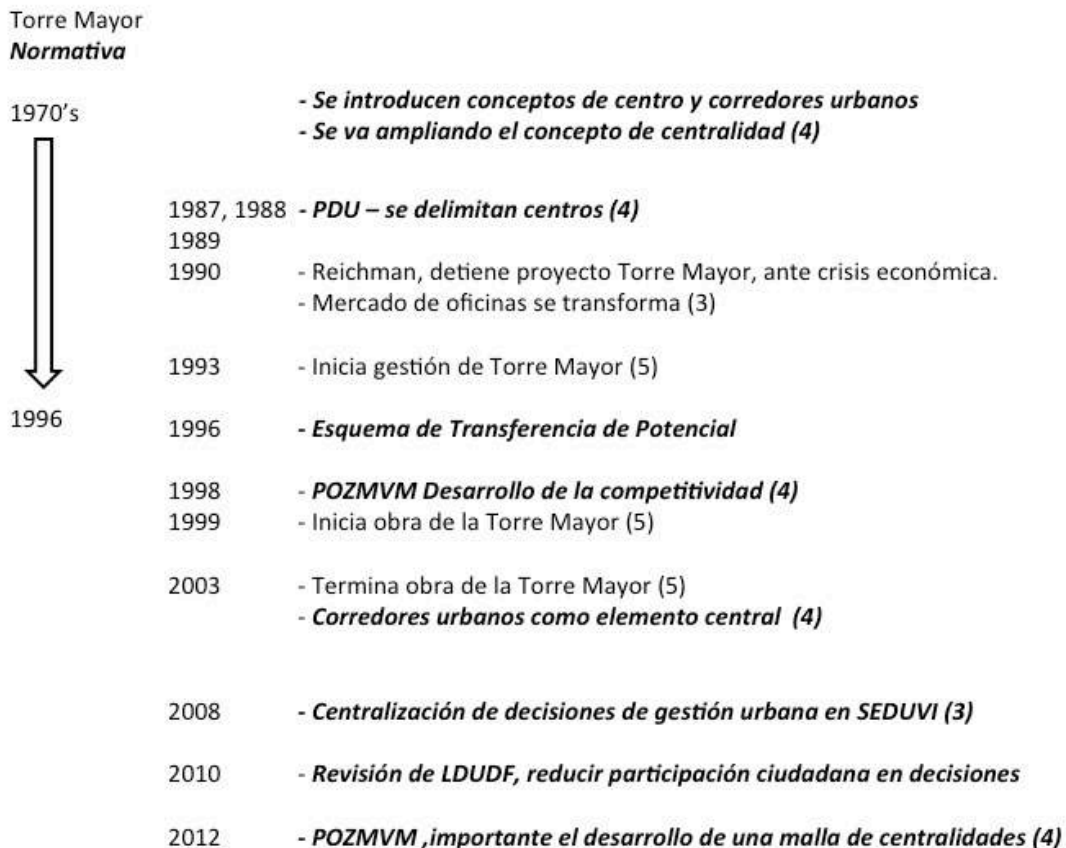 Torre Mayor
Normativa
1970's
- Se introducen conceptos de centro y corredores urbanos
- Se va ampliando el concepto de centralidad (4)
1987, 1988 - PDU – se delimitan centros (4)
1989
1990 - Reichman, detiene proyecto Torre Mayor, ante crisis económica.
- Mercado de oficinas se transforma (3)
1993 - Inicia gestión de Torre Mayor (5)
1996
1996 - Esquema de Transferencia de Potencial
1998 - POZMVM Desarrollo de la competitividad (4)
1999 - Inicia obra de la Torre Mayor (5)
2003 - Termina obra de la Torre Mayor (5)
- Corredores urbanos como elemento central (4)
2008 - Centralización de decisiones de gestión urbana en SEDUVI (3)
2010 - Revisión de LDUDF, reducir participación ciudadana en decisiones
2012 - POZMVM ,importante el desarrollo de una malla de centralidades (4)